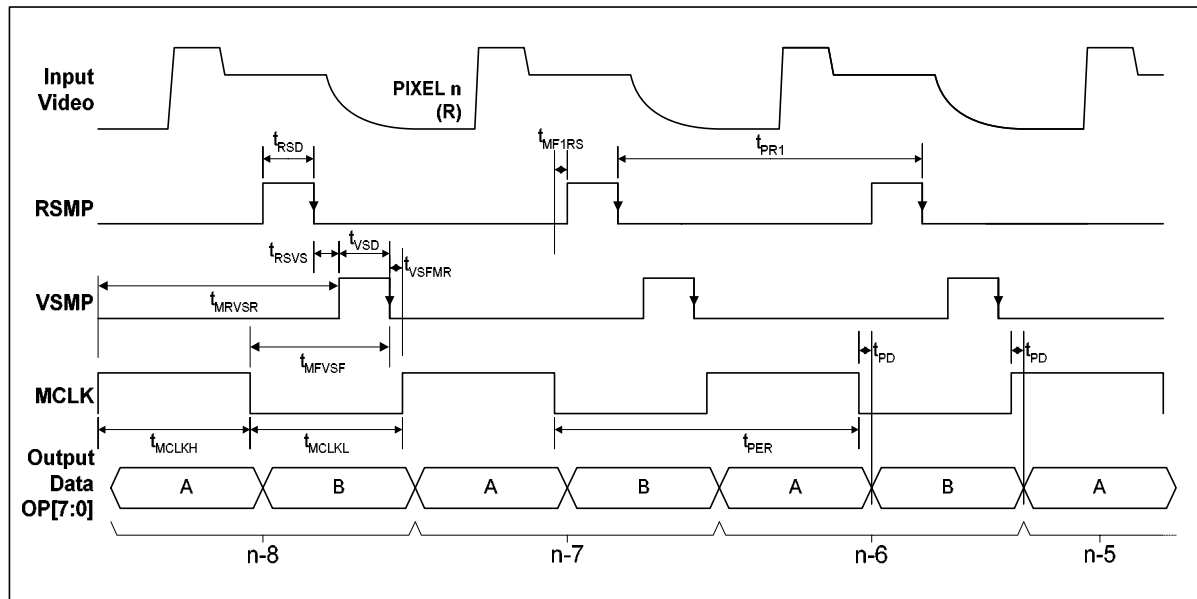 Input
Video
PIXEL n
(R)
tRSD
tMF1RS
tPR1
RSMP
tRSVS
tVSD
tVSFMR
VSMP
tMRVSR
tMFVSF
tPD
tPD
MCLK
tMCLKH
tMCLKL
tPER
Output
Data
OP[7:0]
A
B
A
B
A
B
A
n-8
n-7
n-6
n-5